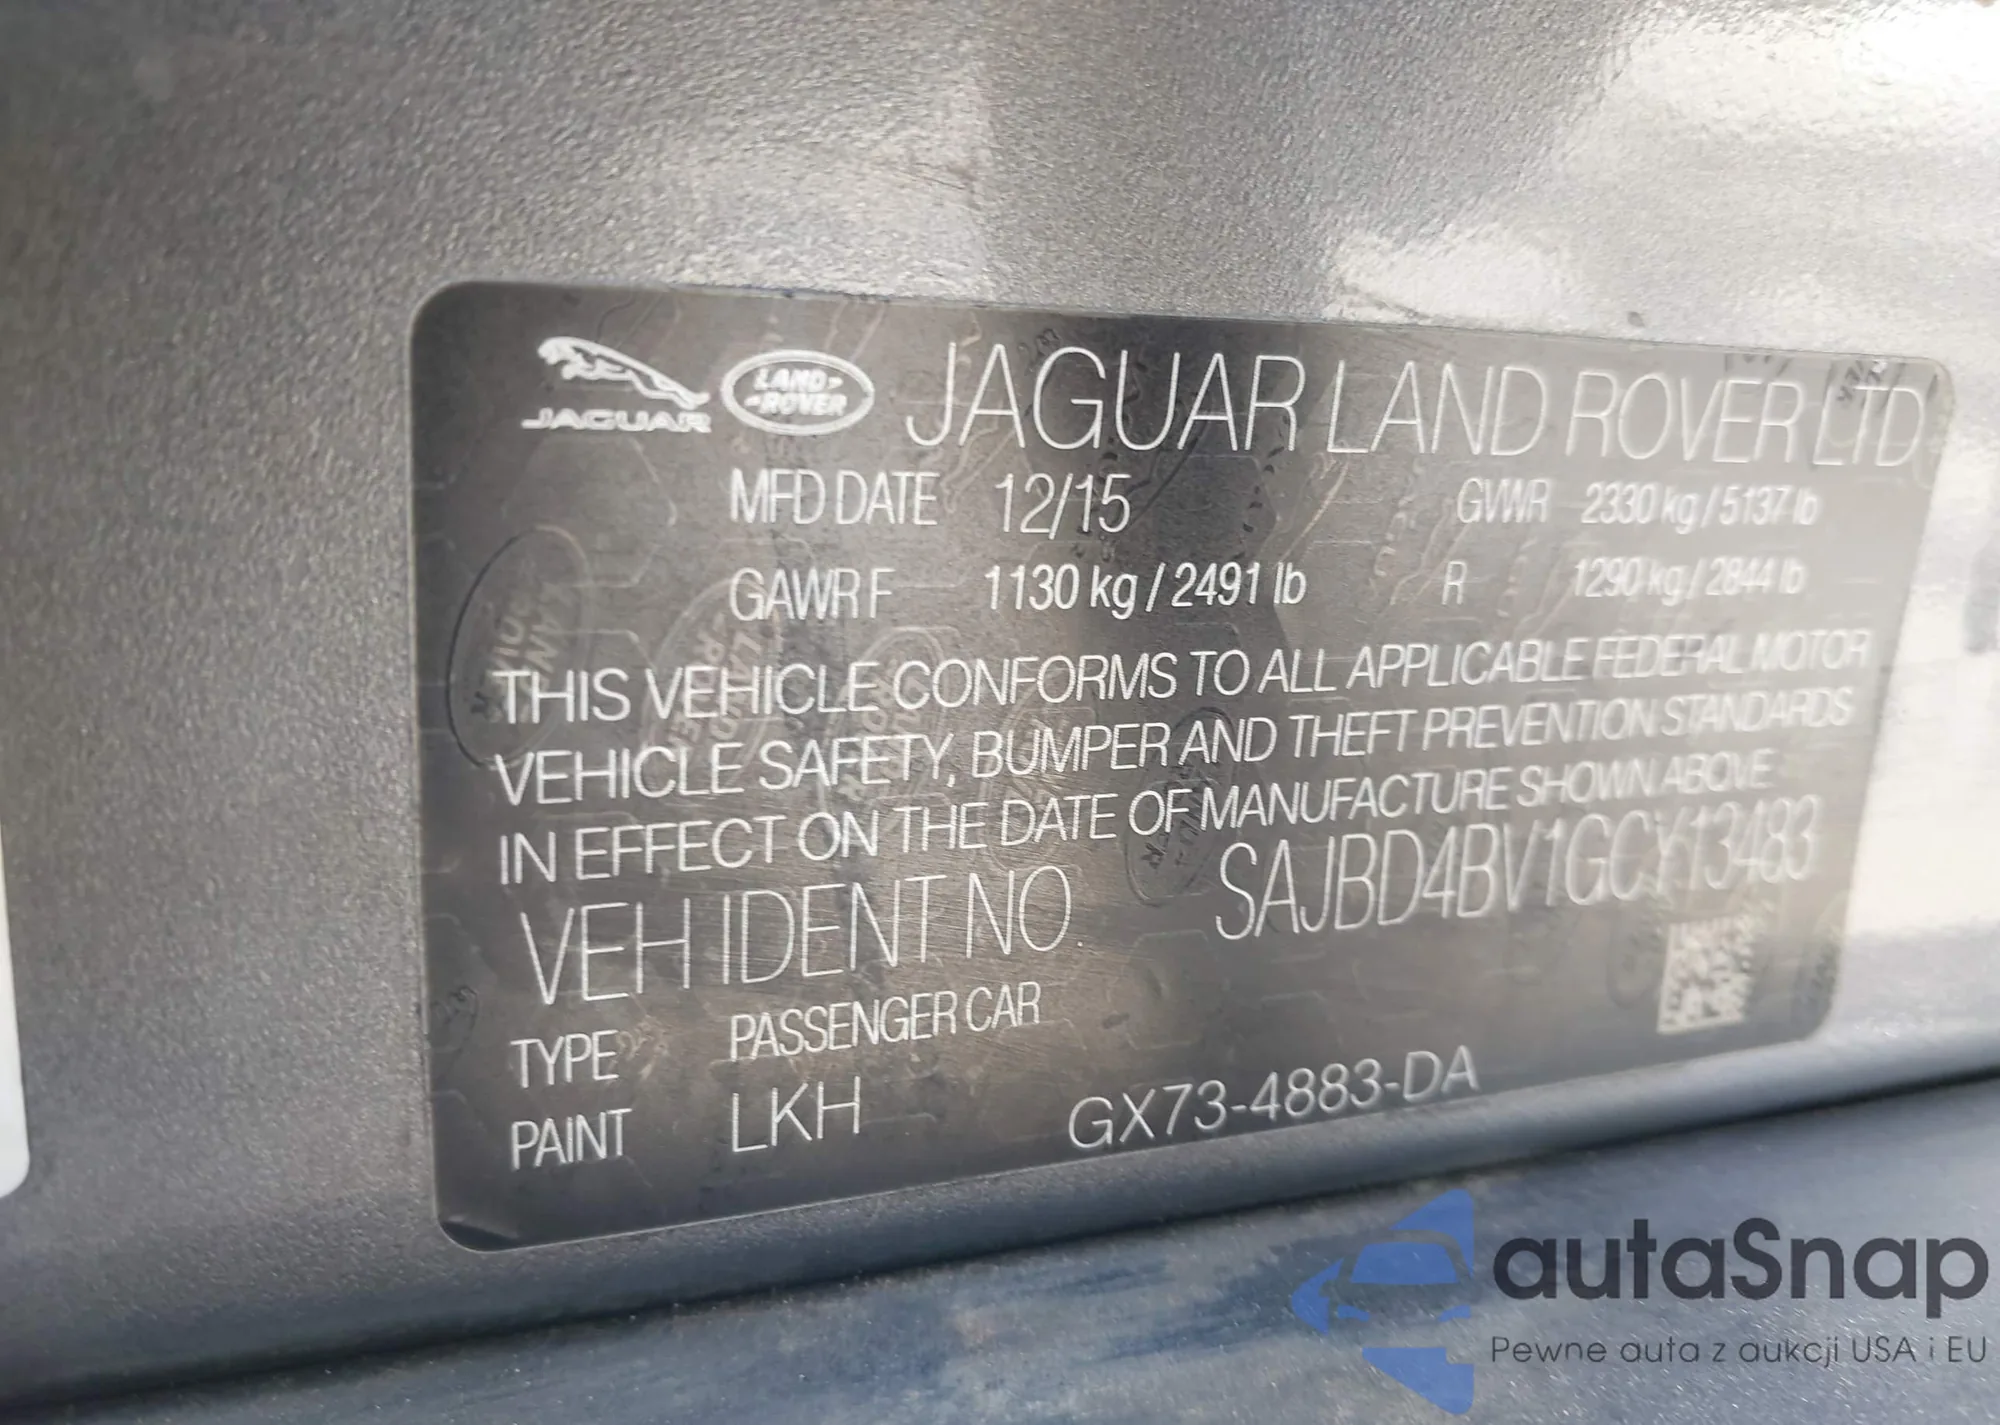 JAGUAR
LAND-
-ROVER
JAGUAR LAND ROVER LTD
MFD DATE 12/15 GVWR 2330 kg / 5137 lb
GAWR F 1130 kg / 2491 lb R 1290 kg / 2844 lb
THIS VEHICLE CONFORMS TO ALL APPLICABLE FEDERAL MOTOR
VEHICLE SAFETY, BUMPER AND THEFT PREVENTION STANDARDS
IN EFFECT ON THE DATE OF MANUFACTURE SHOWN ABOVE
VEH IDENT NO. SAJBD4BV1GCY13483
TYPE PASSENGER CAR
PAINT LKH
GX73-4883-DA
autaSnap
Pewne auta z aukcji USA i EU